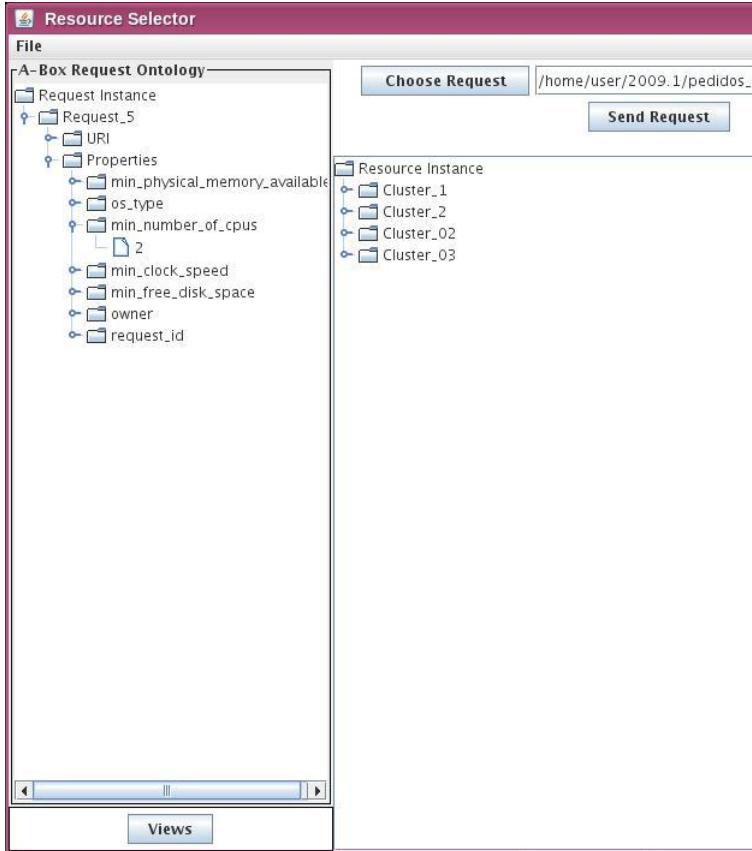 Resource Selector
File
A-Box Request Ontology
Request Instance
Request_5
URI
Properties
min_physical_memory_available
os_type
min_number_of_cpus
2
min_clock_speed
min_free_disk_space
owner
request_id
Views
Choose Request
/home/user/2009.1/pedidos_
Send Request
Resource Instance
Cluster_1
Cluster_2
Cluster_02
Cluster_03